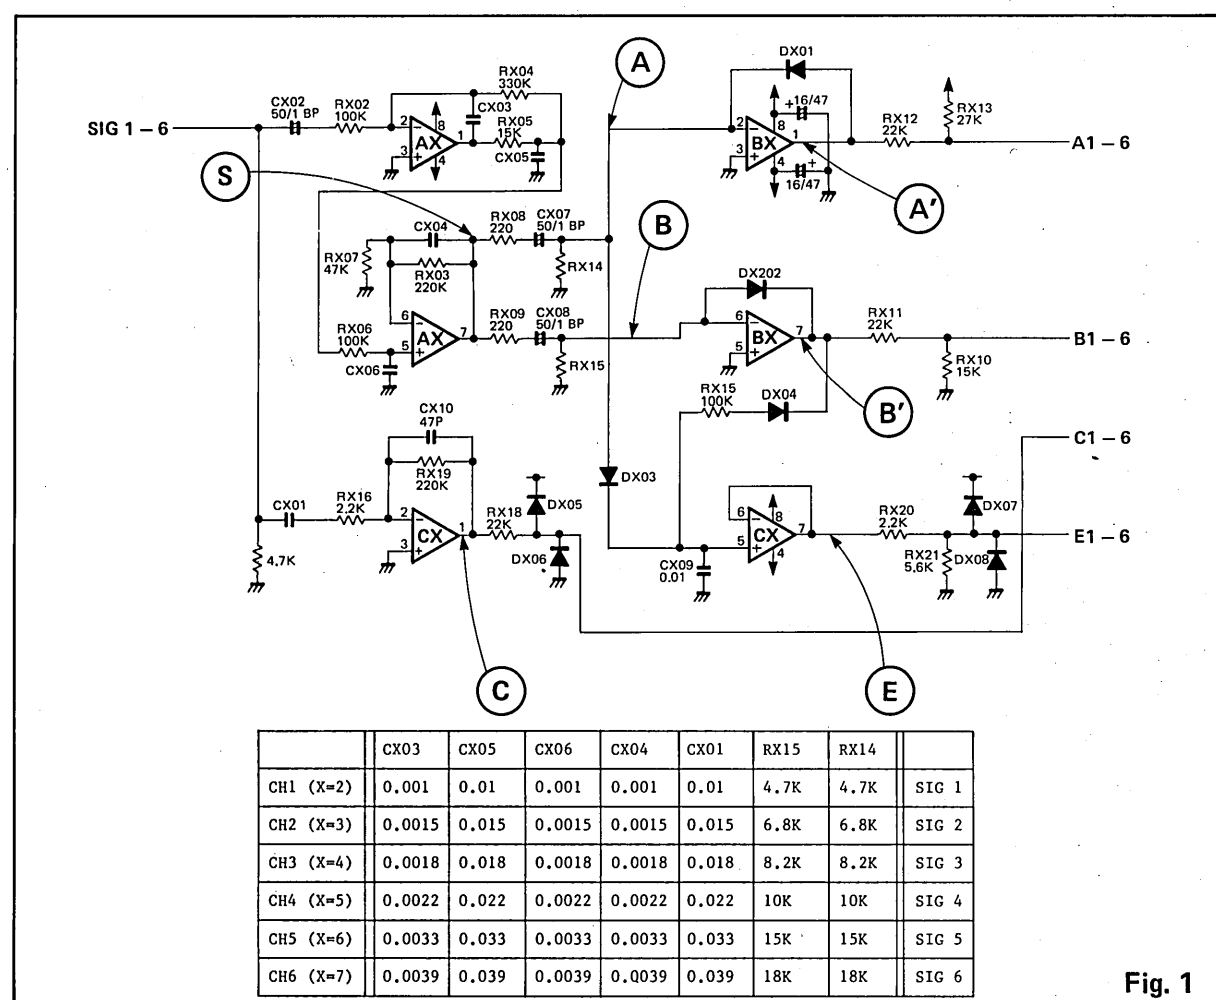 A
DX01
RX04
330K
CX02
50/1 BP
RX02
100K
CX03
+16/47
RX13
27K
RX05
15K
RX12
22K
SIG 1-6
2
-
AX
8
1
3
+
4
CX05
2
-
BX
8
1
3
+
4
16/47
+
A1-6
S
A'
CX04
RX08
220
CX07
50/1 BP
B
RX07
47K
RX03
220K
RX14
DX202
RX06
100K
6
-
AX
7
5
+
RX09
220
CX08
50/1 BP
6
-
BX
7
5
+
RX11
22K
B1-6
CX06
RX15
RX10
15K
RX15
100K
DX04
B'
CX10
47P
C1-6
RX19
220K
DX03
CX01
RX16
2.2K
2
-
CX
1
3
+
RX18
22K
DX05
6
-
CX
8
7
5
+
4
RX20
2.2K
DX07
E1-6
4.7K
DX06
CX09
0.01
RX21
5.6K
DX08
C
E
CX03 CX05 CX06 CX04 CX01 RX15 RX14
CH1 (X=2) 0.001 0.01 0.001 0.001 0.01 4.7K 4.7K SIG 1
CH2 (X=3) 0.0015 0.015 0.0015 0.0015 0.015 6.8K 6.8K SIG 2
CH3 (X=4) 0.0018 0.018 0.0018 0.0018 0.018 8.2K 8.2K SIG 3
CH4 (X=5) 0.0022 0.022 0.0022 0.0022 0.022 10K 10K SIG 4
CH5 (X=6) 0.0033 0.033 0.0033 0.0033 0.033 15K 15K SIG 5
CH6 (X=7) 0.0039 0.039 0.0039 0.0039 0.039 18K 18K SIG 6
Fig. 1